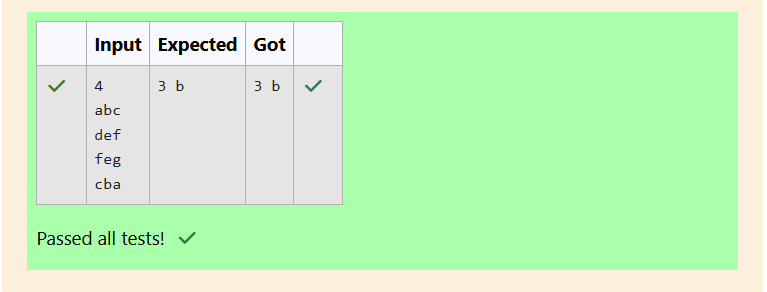 Input Expected Got
4 3 b 3 b
abc
def
feg
cba
Passed all tests!